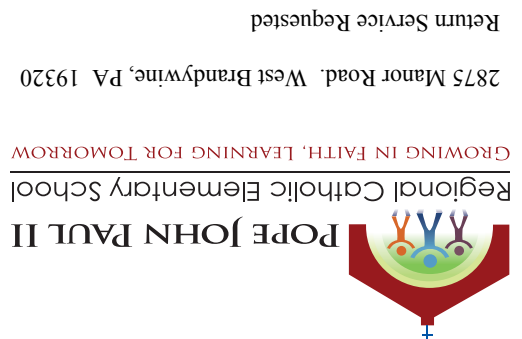 POPE JOHN PAUL II
Regional Catholic Elementary School
GROWING IN FAITH, LEARNING FOR TOMORROW
2875 Manor Road.  West Brandywine, PA  19320
Return Service Requested